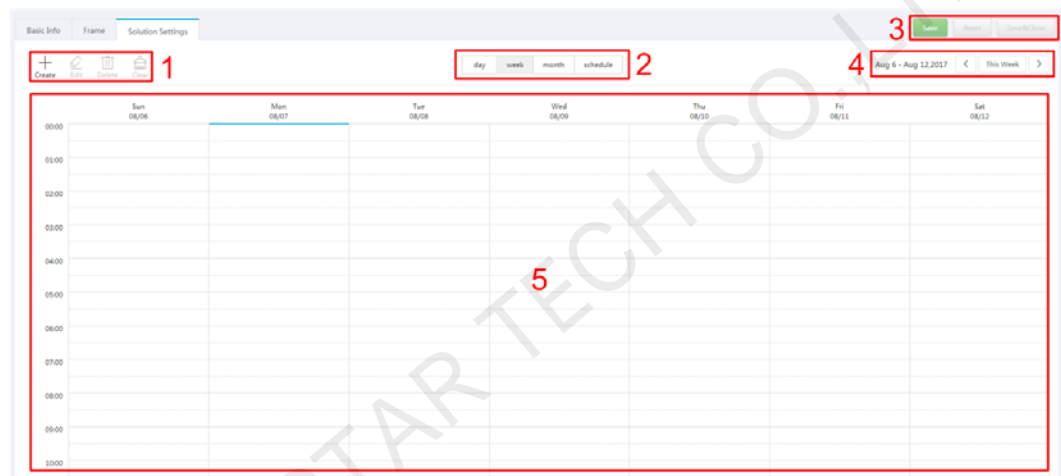 Basic Info Frame Solution Settings 3 Save Reset Save&Close
Create Edit Delete Clear 1 day week month schedule 2 4 Aug 6 - Aug 12,2017 < This Week >
Sun Mon Tue Wed Thu Fri Sat
08/06 08/07 08/08 08/09 08/10 08/11 08/12
00:00
01:00
02:00
03:00
04:00
5
05:00
06:00
07:00
08:00
09:00
10:00
STAR TECH CO.,